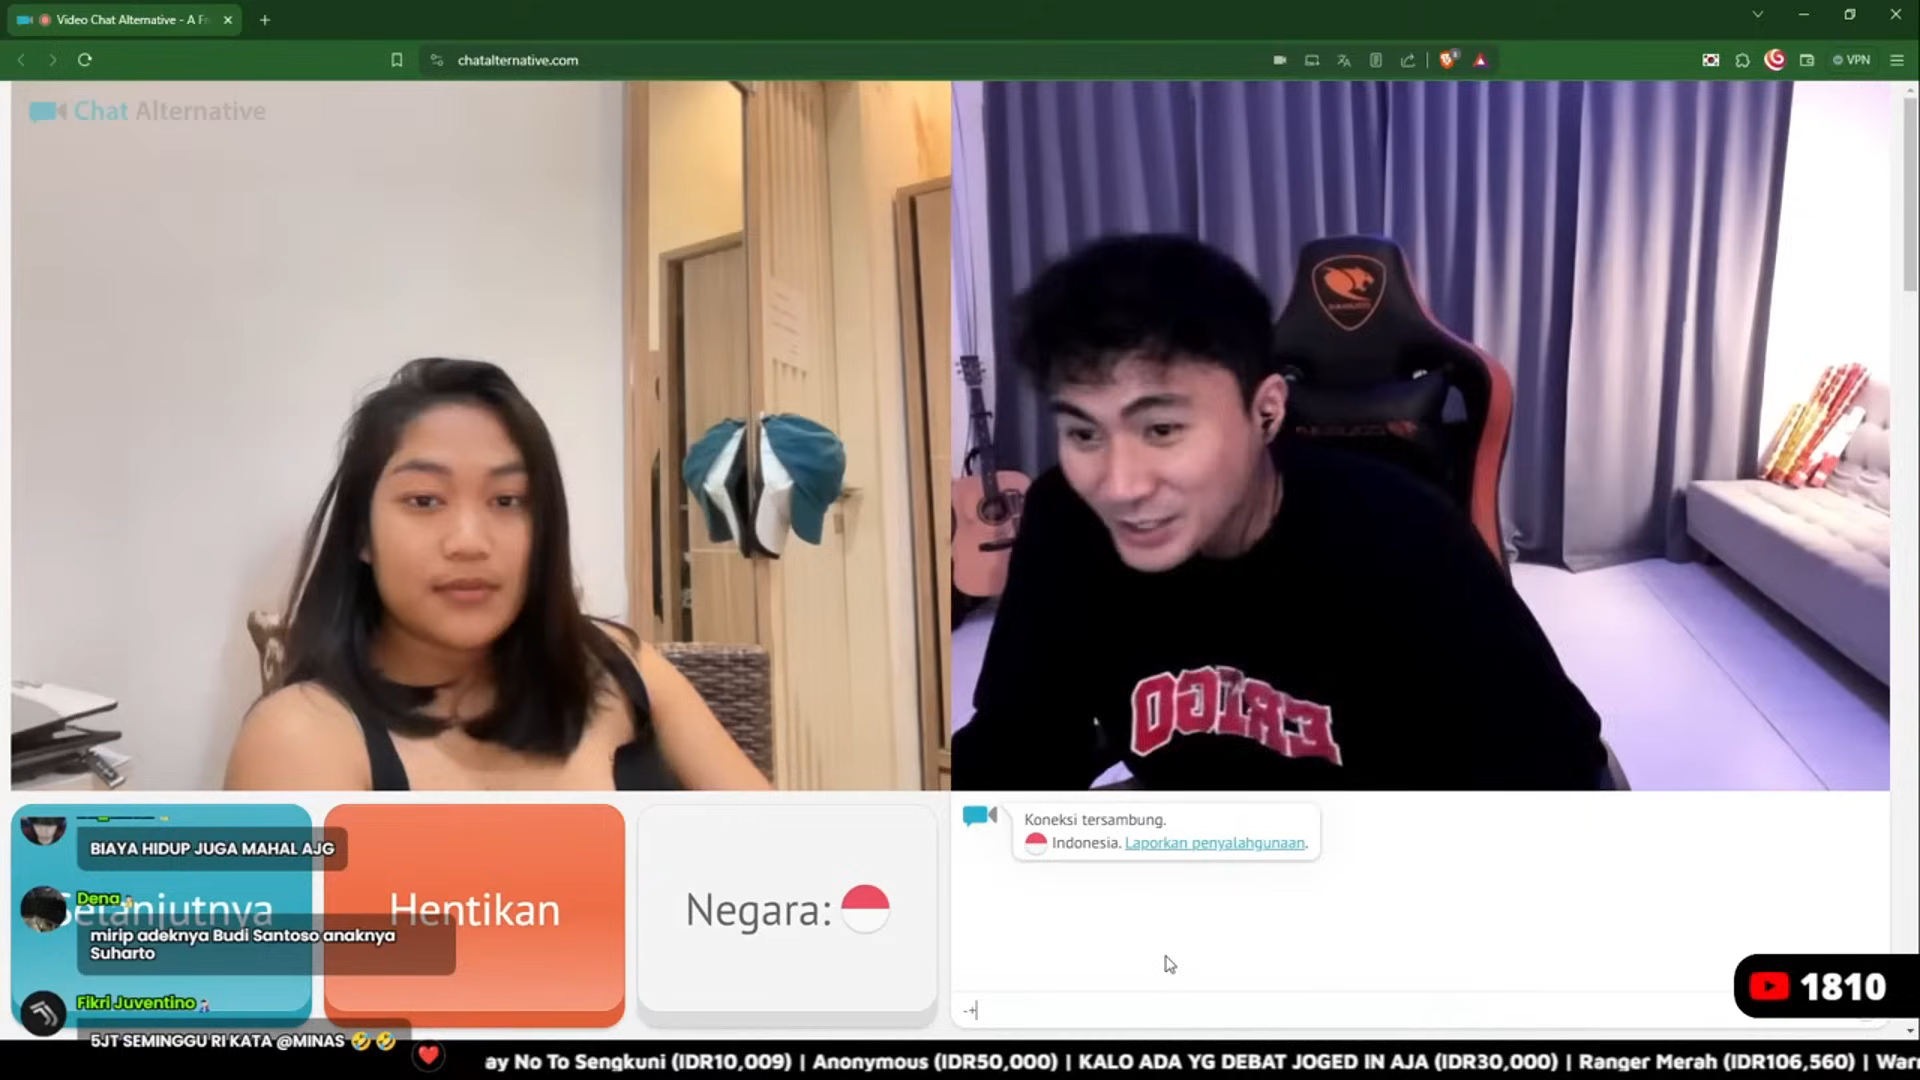 Video Chat Alternative - A Fr
chatalternative.com
VPN
Chat Alternative
ERIGO
Koneksi tersambung.
Indonesia. Laporkan penyalahgunaan.
BIAYA HIDUP JUGA MAHAL AJG
Selanjutnya
Hentikan
Negara:
Dena
mirip adeknya Budi Santoso anaknya
Suharto
Fikri Juventino
5JT SEMINGGU RI KATA @MINAS 🤣🤣
-+
1810
ay No To Sengkuni (IDR10,009) | Anonymous (IDR50,000) | KALO ADA YG DEBAT JOGED IN AJA (IDR30,000) | Ranger Merah (IDR106,560) | War